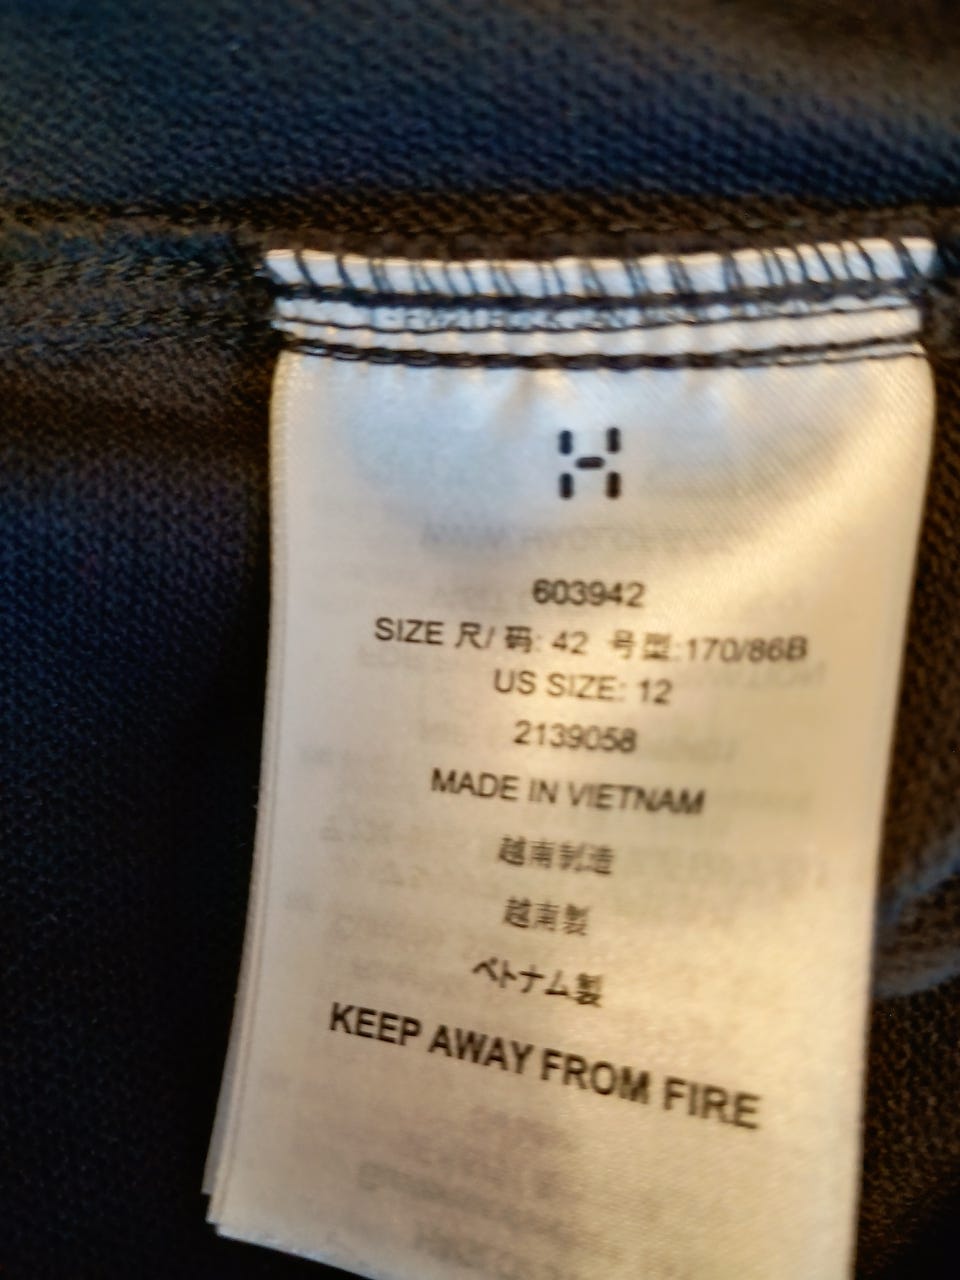 H
603942
SIZE 尺/ 码: 42 号型:170/86B
US SIZE: 12
2139058
MADE IN VIETNAM
越南制造
越南製
ベトナム製
KEEP AWAY FROM FIRE